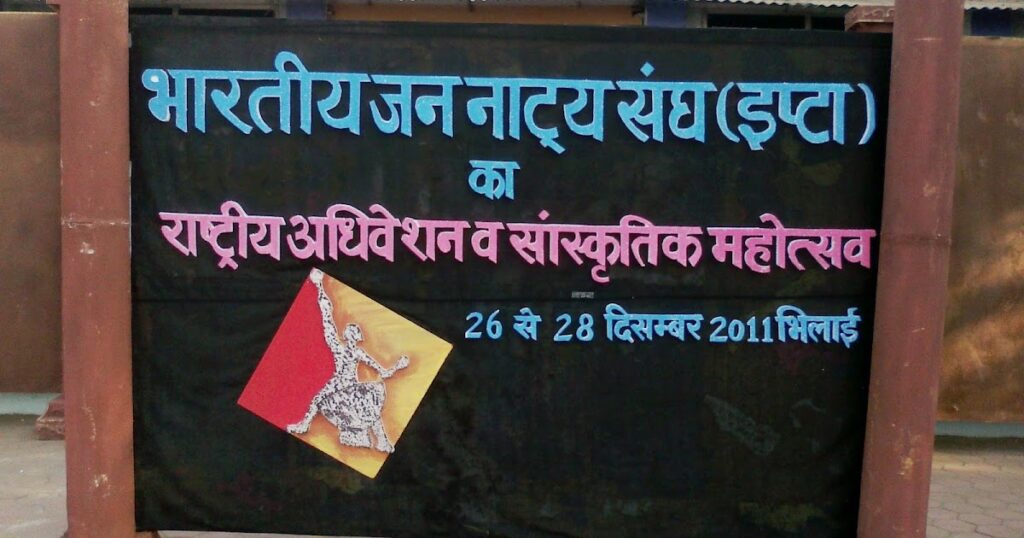 भारतीय जन नाट्य संघ (इप्टा)
का
राष्ट्रीय अधिवेशन व सांस्कृतिक महोत्सव
26 से 28 दिसम्बर 2011 भिलाई